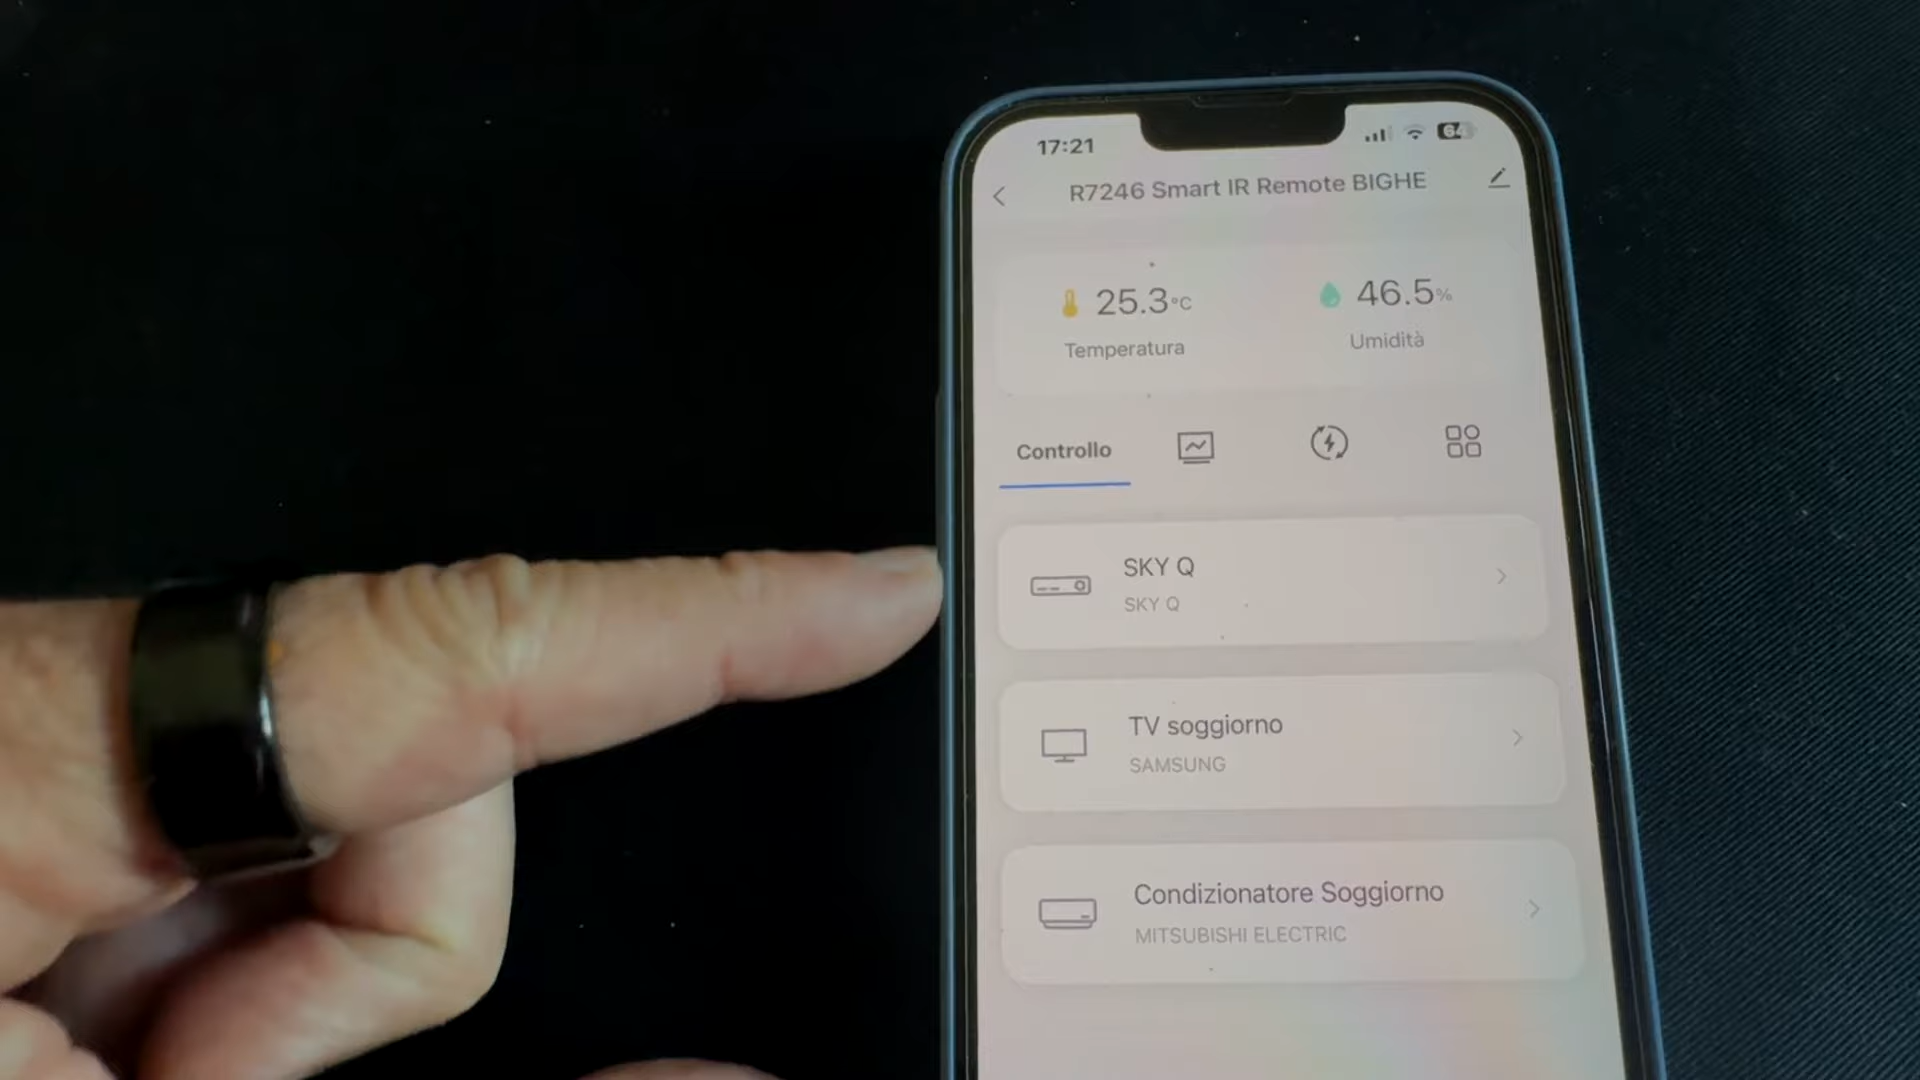 17:21
64
R7246 Smart IR Remote BIGHE
25.3°C
46.5%
Temperatura
Umidità
Controllo
SKY Q
SKY Q
TV soggiorno
SAMSUNG
Condizionatore Soggiorno
MITSUBISHI ELECTRIC